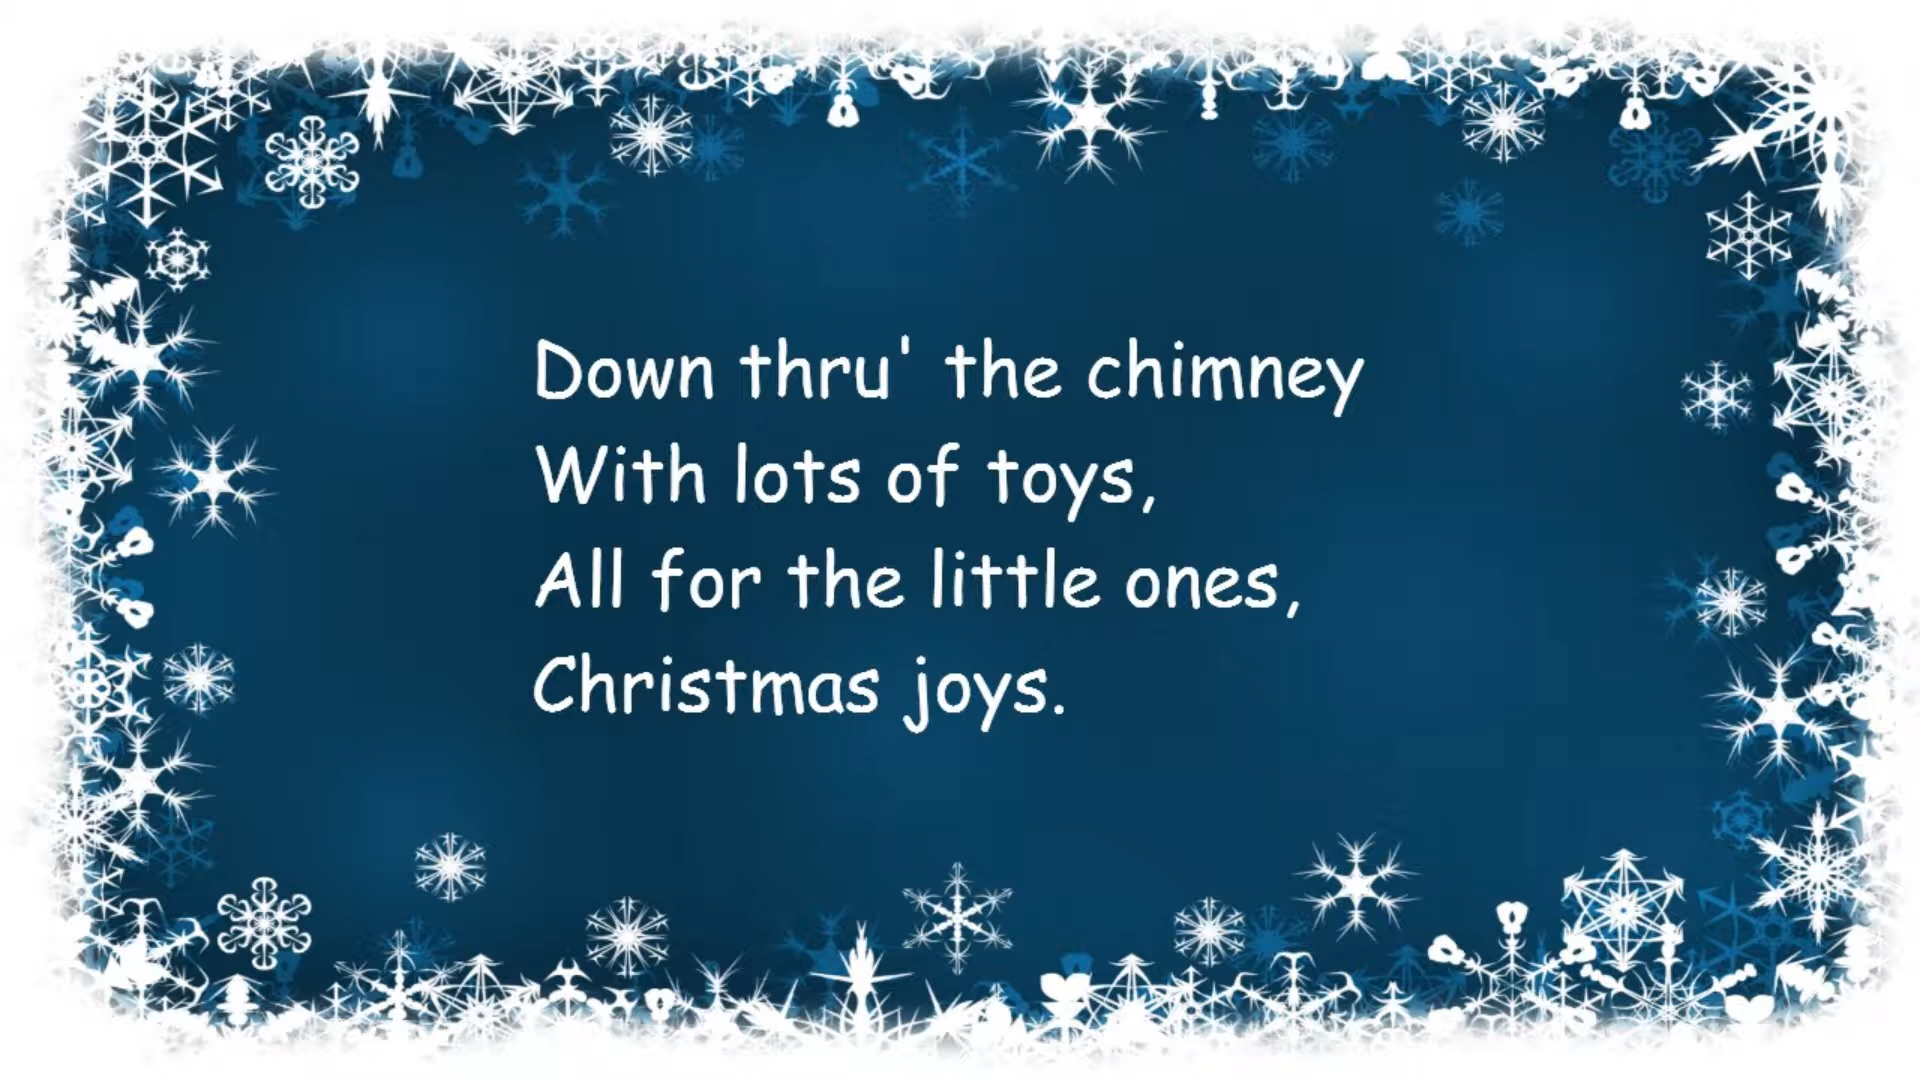 Down thru' the chimney
With lots of toys,
All for the little ones,
Christmas joys.